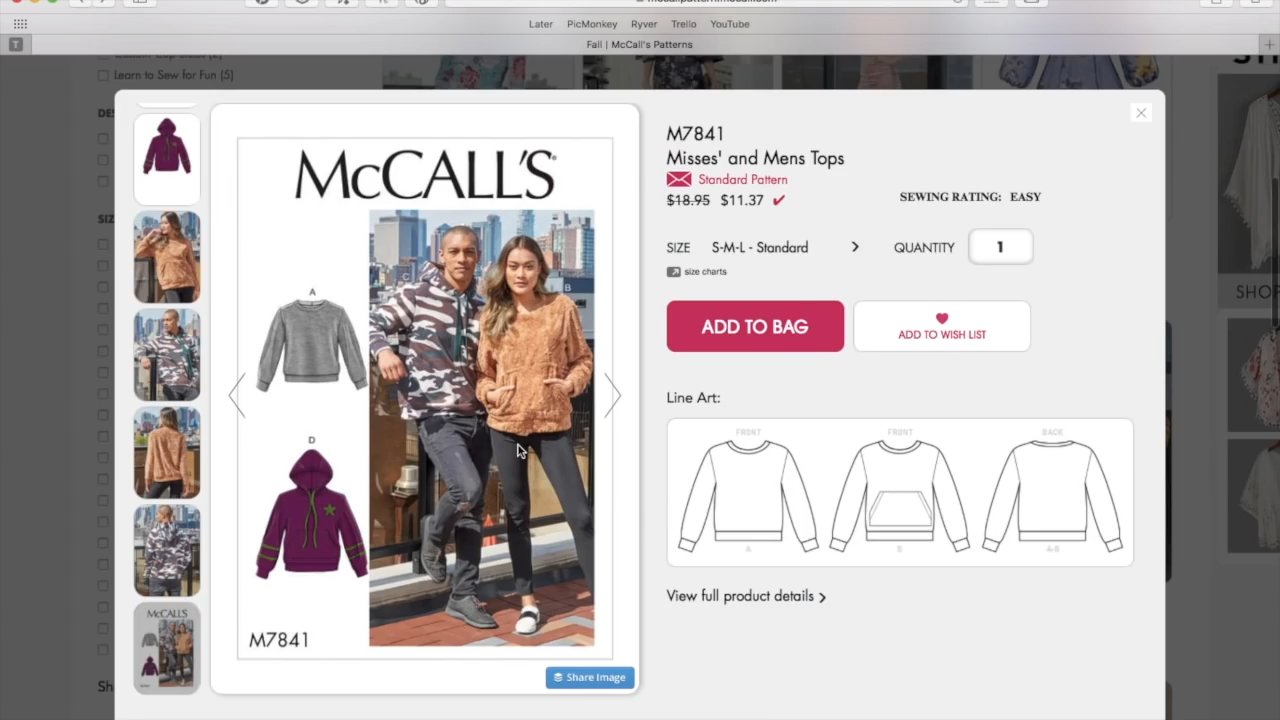 Later PicMonkey Ryver Trello YouTube
T
Fall | McCall's Patterns
Learn to Sew for Fun (5)
M7841
Misses' and Mens Tops
Standard Pattern
$18.95 $11.37
SEWING RATING: EASY
SIZE S-M-L - Standard
QUANTITY 1
size charts
ADD TO BAG
ADD TO WISH LIST
Line Art:
FRONT FRONT BACK
A B A-B
View full product details
McCALL'S
A
C
B
D
M7841
Share Image
McCALL'S